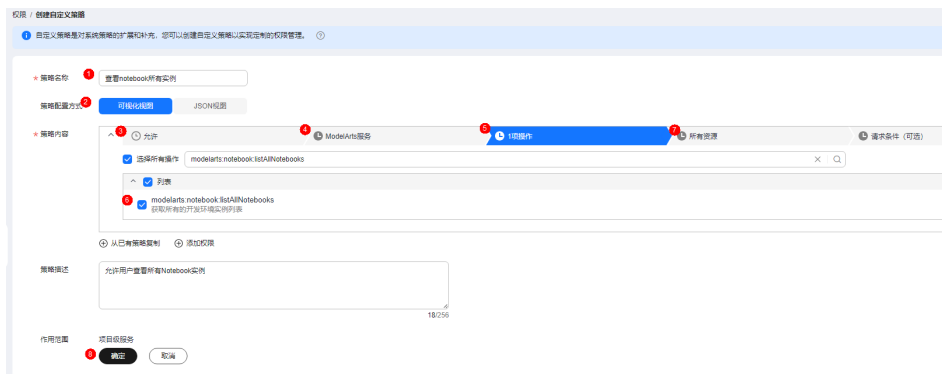 权限 / 创建自定义策略
自定义策略是对系统策略的扩展和补充，您可以创建自定义策略以实现定制的权限管理。
* 策略名称 1 查看notebook所有实例
策略配置方式 2 可视化视图 JSON视图
* 策略内容 3 允许 4 ModelArts服务 5 1项操作 7 所有资源 请求条件（可选）
选择所有操作 modelarts:notebook:listAllNotebooks
列表
6 modelarts:notebook:listAllNotebooks
获取所有的开发环境实例列表
从已有策略复制 添加权限
策略描述 允许用户查看所有Notebook实例
18/256
作用范围 项目级服务
8 确定 取消